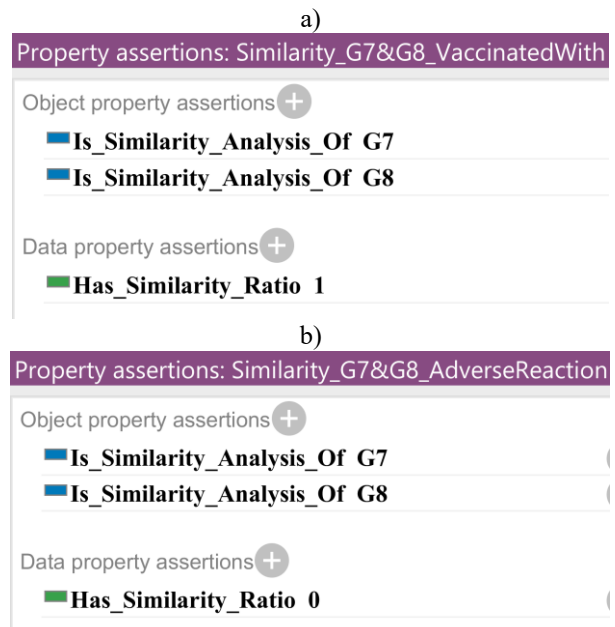 a)
Property assertions: Similarity_G7&G8_VaccinatedWith
Object property assertions
Is_Similarity_Analysis_Of G7
Is_Similarity_Analysis_Of G8
Data property assertions
Has_Similarity_Ratio 1
b)
Property assertions: Similarity_G7&G8_AdverseReaction
Object property assertions
Is_Similarity_Analysis_Of G7
Is_Similarity_Analysis_Of G8
Data property assertions
Has_Similarity_Ratio 0